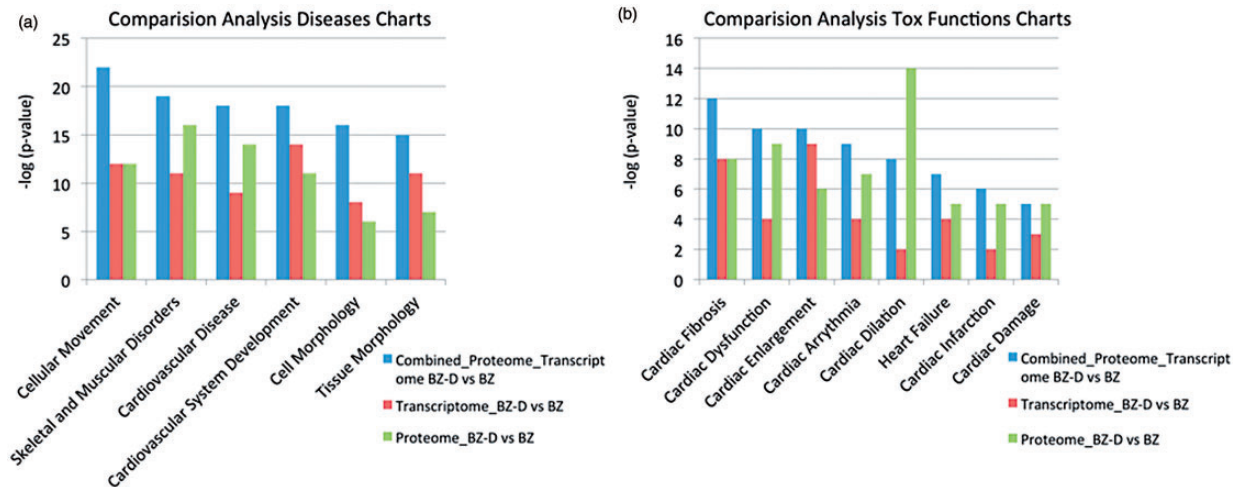 (a)
Comparision Analysis Diseases Charts
-log (p-value)
25
20
15
10
5
0
Cellular Movement
Skeletal and Muscular Disorders
Cardiovascular Disease
Cardiovascular System Development
Cell Morphology
Tissue Morphology
Combined_Proteome_Transcript
ome BZ-D vs BZ
Transcriptome_BZ-D vs BZ
Proteome_BZ-D vs BZ
(b)
Comparision Analysis Tox Functions Charts
-log (p-value)
16
14
12
10
8
6
4
2
0
Cardiac Fibrosis
Cardiac Dysfunction
Cardiac Enlargement
Cardiac Arrythmia
Cardiac Dilation
Heart Failure
Cardiac Infarction
Cardiac Damage
Combined_Proteome_Transcript
ome BZ-D vs BZ
Transcriptome_BZ-D vs BZ
Proteome_BZ-D vs BZ